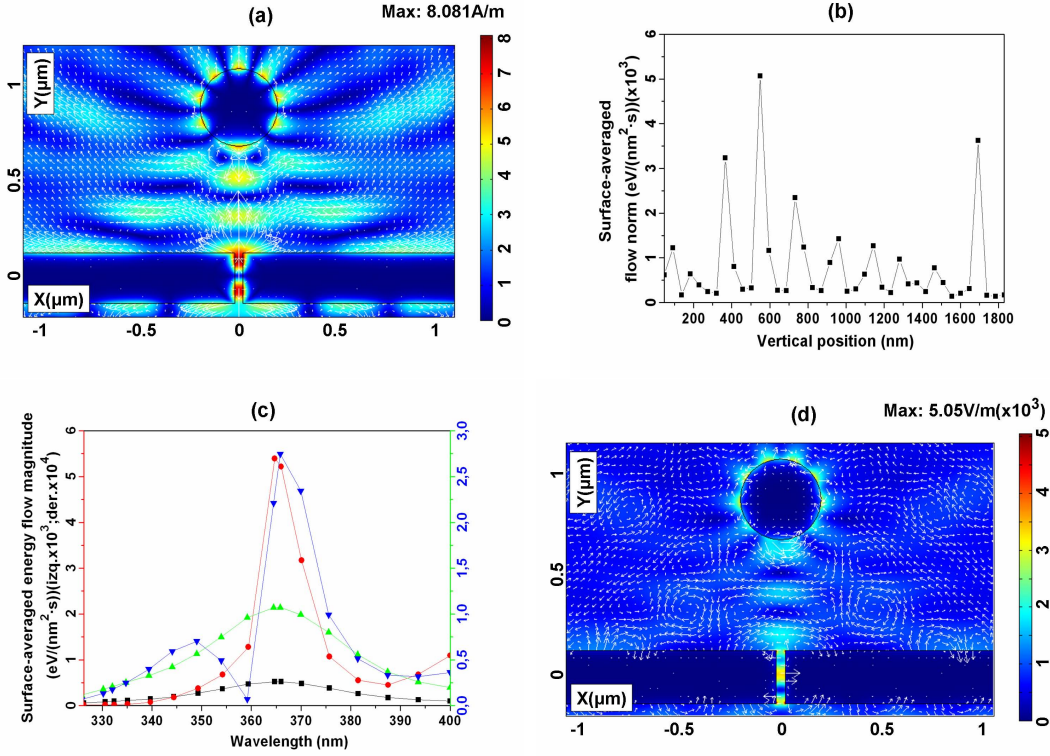 (a)
Max: 8.081A/m
Y(µm)
X(µm)
1
0.5
0
-1
-0.5
0
0.5
1
8
7
6
5
4
3
2
1
0
(b)
Surface-averaged
flow norm (eV/(nm²·s))|(x10³)
6
5
4
3
2
1
0
200 400 600 800 1000 1200 1400 1600 1800
Vertical position (nm)
(c)
Surface-averaged energy flow magnitude
(eV/(nm²·s))(izq.x10³;der.x10⁴)
6
5
4
3
2
1
0
3,0
2,5
2,0
1,5
1,0
0,5
0,0
330 340 350 360 370 380 390 400
Wavelength (nm)
(d)
Max: 5.05V/m(x10³)
Y(µm)
X(µm)
1
0.5
0
-1
-0.5
0
0.5
1
5
4
3
2
1
0